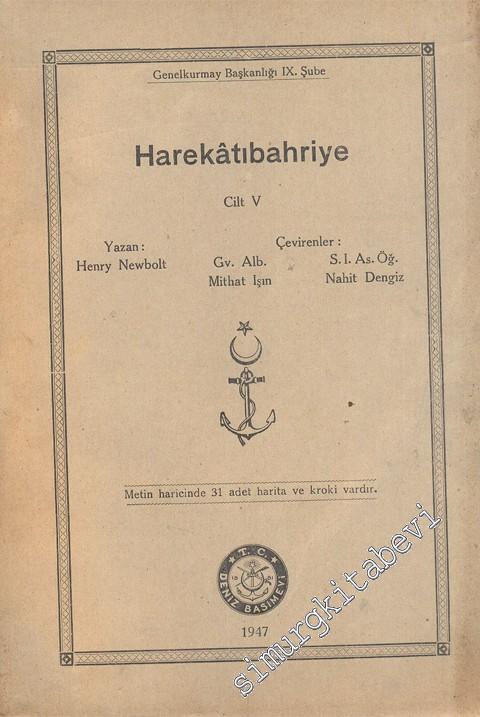 Genelkurmay Başkanlığı IX. Şube
Harekâtıbahriye
Cilt V
Yazan:
Henry Newbolt
Çevirenler:
Gv. Alb.
Mithat Işın
S. I. As. Öğ.
Nahit Dengiz
Metin haricinde 31 adet harita ve kroki vardır.
★ T. C. ★
DENİZ BASIMEVİ
1947
simurgkitabevi